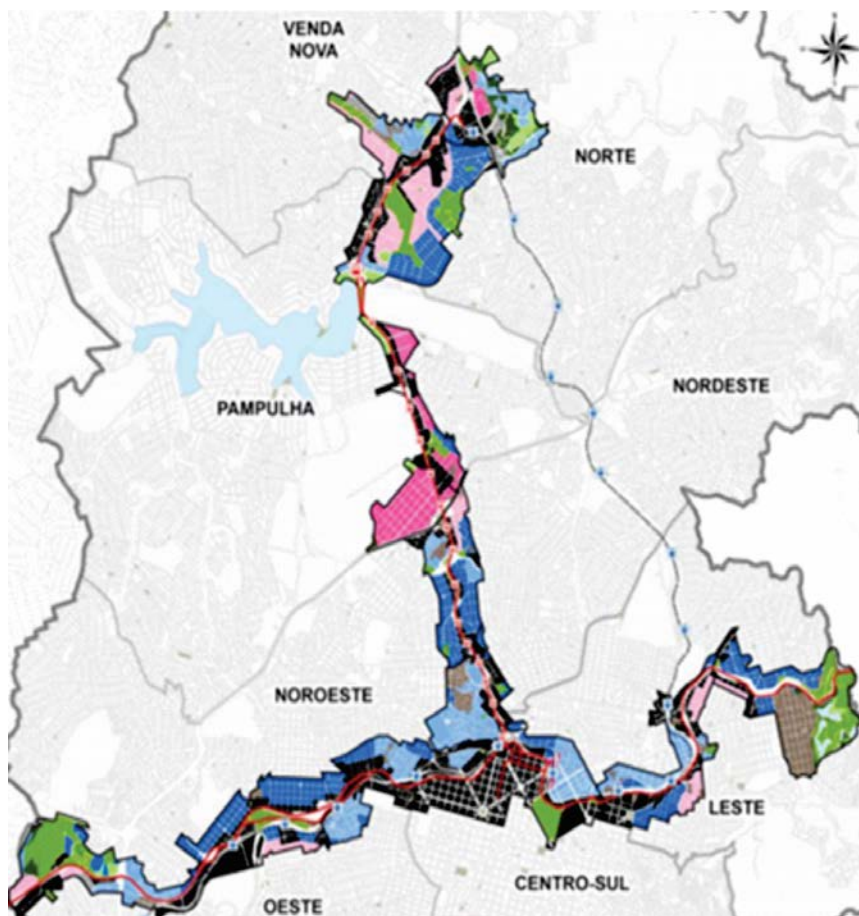 VENDA
NOVA
NORTE
NORDESTE
PAMPULHA
NOROESTE
LESTE
CENTRO-SUL
OESTE